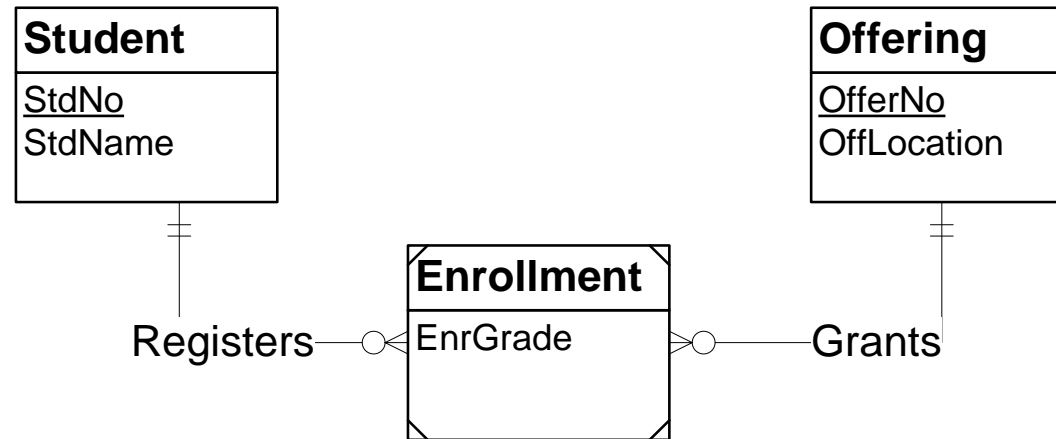 Student
StdNo
StdName
Offering
OfferNo
OffLocation
Enrollment
EnrGrade
Registers
Grants